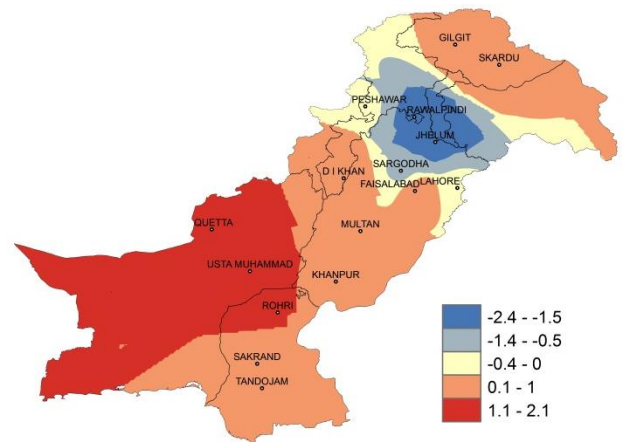 GILGIT
SKARDU
PESHAWAR
RAWALPINDI
JHELUM
SARGODHA
D I KHAN
FAISALABAD
LAHORE
QUETTA
MULTAN
USTA MUHAMMAD
KHANPUR
ROHRI
SAKRAND
TANDOJAM
-2.4 - -1.5
-1.4 - -0.5
-0.4 - 0
0.1 - 1
1.1 - 2.1